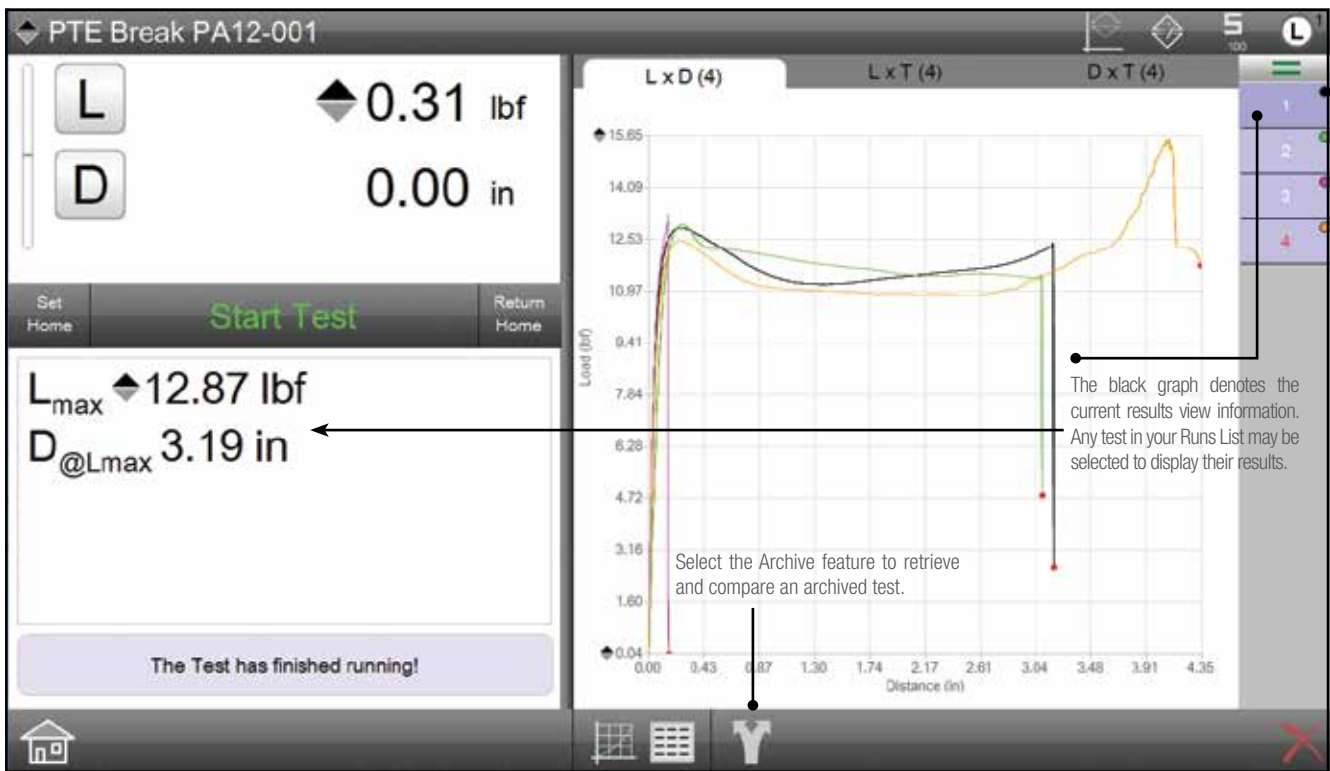 PTE Break PA12-001
5
100
L
1
L
0.31 lbf
D
0.00 in
Set
Home
Start Test
Return
Home
Lmax 12.87 lbf
D@Lmax 3.19 in
The Test has finished running!
L x D (4)
L x T (4)
D x T (4)
15.65
14.09
12.53
10.97
9.41
7.84
6.28
4.72
3.16
1.60
0.04
Load (lbf)
0.00 0.43 0.87 1.30 1.74 2.17 2.61 3.04 3.48 3.91 4.35
Distance (in)
1
2
3
4
The black graph denotes the
current results view information.
Any test in your Runs List may be
selected to display their results.
Select the Archive feature to retrieve
and compare an archived test.